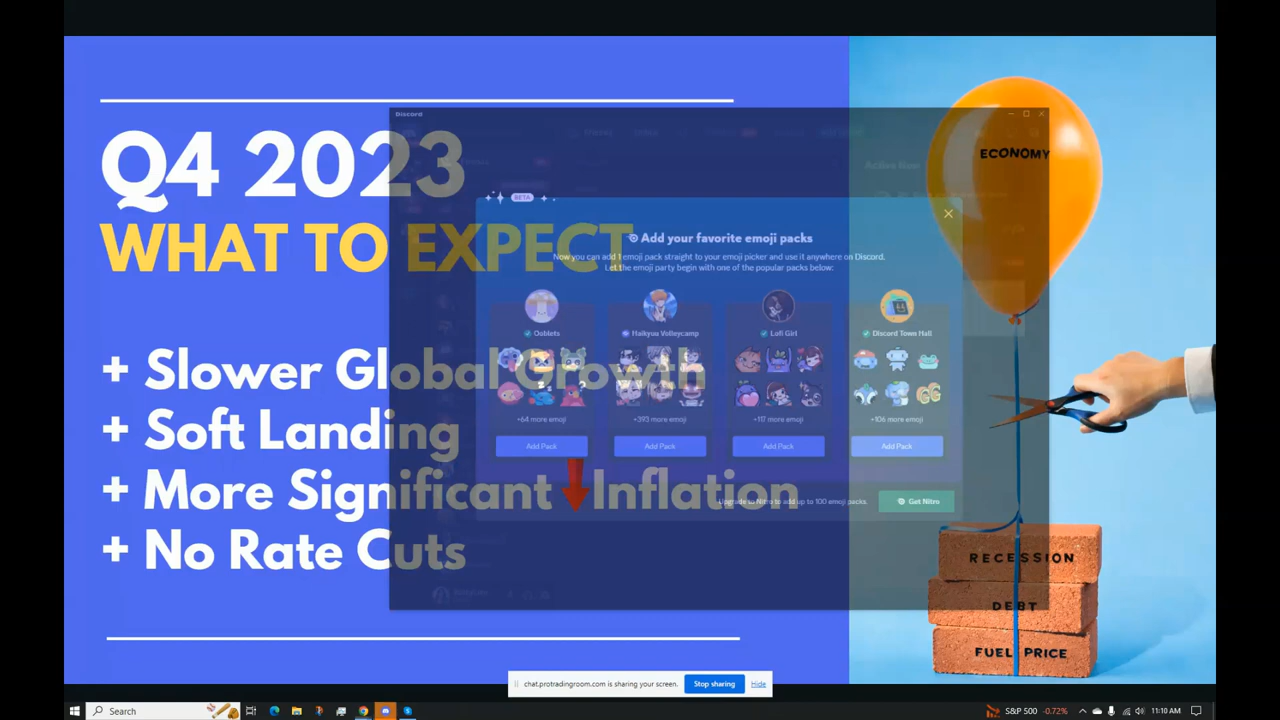 Discord
Q4 2023
WHAT TO EXPECT
+ Slower Global Growth
+ Soft Landing
+ More Significant Inflation
+ No Rate Cuts
ECONOMY
RECESSION
DEBT
FUEL PRICE
BETA
Add your favorite emoji packs
Now you can add 1 emoji pack straight to your emoji picker and use it anywhere on Discord.
Let the emoji party begin with one of the popular packs below:
Ooblets
Haikyuu Volleycamp
Lofi Girl
Discord Town Hall
+64 more emoji
+393 more emoji
+117 more emoji
+106 more emoji
Add Pack
Add Pack
Add Pack
Add Pack
Upgrade to Nitro to add up to 100 emoji packs.
Get Nitro
chat.protradingroom.com is sharing your screen.
Stop sharing
Hide
Search
S&P 500 -0.72%
11:10 AM